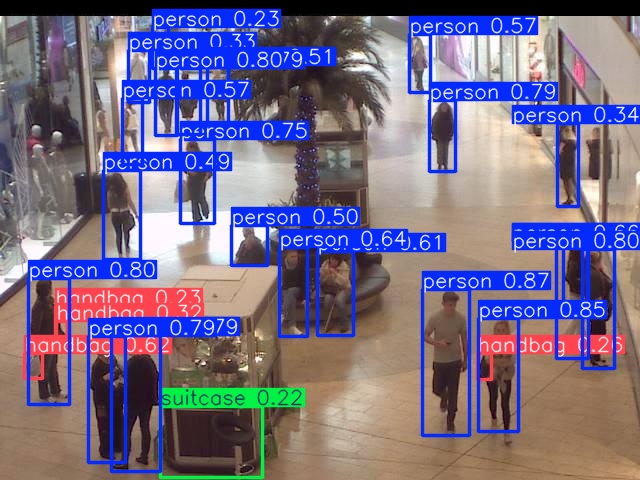 person 0.23
person 0.57
0.33
person 0.80
0.51
person 0.57
person 0.79
person 0.34
person 0.75
person 0.49
person 0.50
person 0.64
0.61
person 0.80
person 0.80
person 0.87
handbag 0.23
handbag 0.32
person 0.85
person 0.7979
handbag 0.62
handbag 0.26
suitcase 0.22